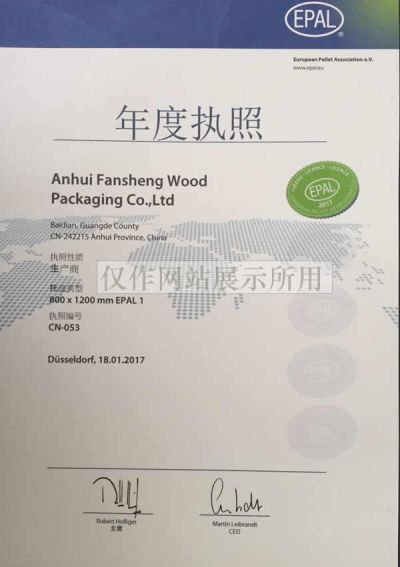 EPAL
European Pallet Association e.V.
www.epal.eu
年度执照
Anhui Fansheng Wood
Packaging Co.,Ltd
EPAL
2017
Baidian, Guangde County
CN-242215 Anhui Province, China
执照性质
生产商
仅作网站展示所用
托盘类型
800 x 1200 mm EPAL 1
执照编号
CN-053
Düsseldorf, 18.01.2017
Robert Holliger
主席
Martin Leibrandt
CEO